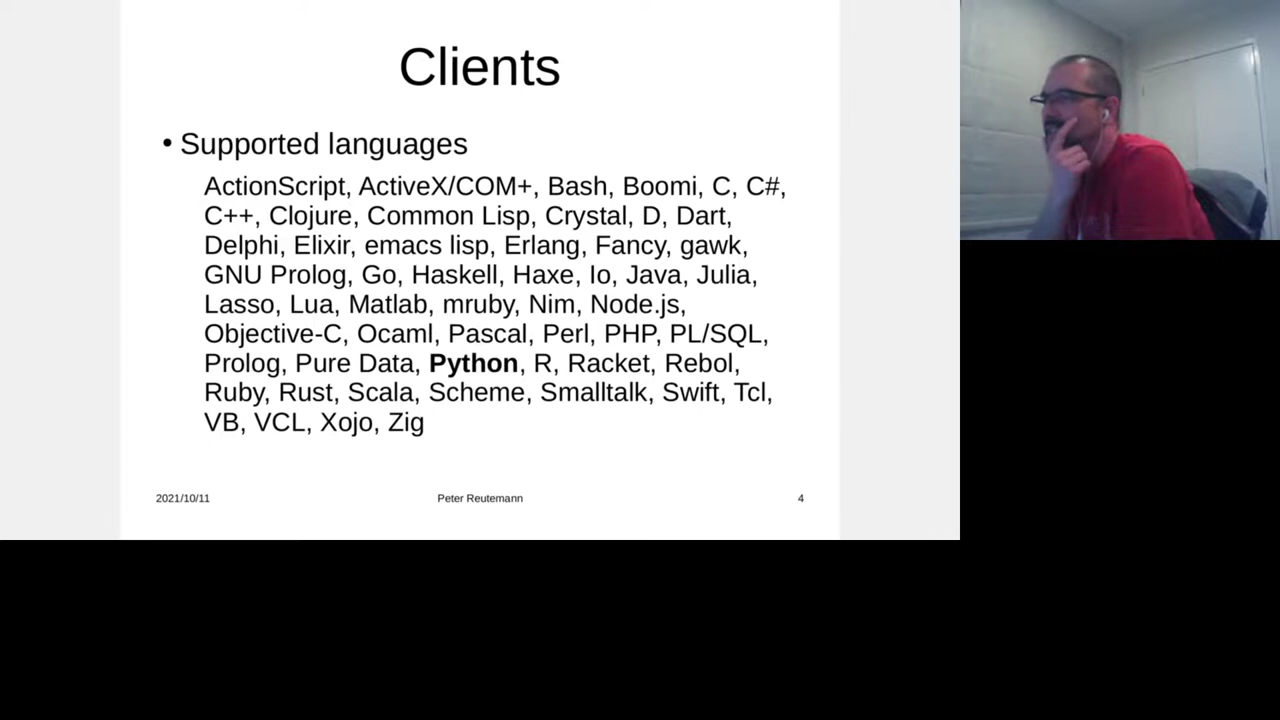 Clients
• Supported languages
ActionScript, ActiveX/COM+, Bash, Boomi, C, C#,
C++, Clojure, Common Lisp, Crystal, D, Dart,
Delphi, Elixir, emacs lisp, Erlang, Fancy, gawk,
GNU Prolog, Go, Haskell, Haxe, Io, Java, Julia,
Lasso, Lua, Matlab, mruby, Nim, Node.js,
Objective-C, Ocaml, Pascal, Perl, PHP, PL/SQL,
Prolog, Pure Data, Python, R, Racket, Rebol,
Ruby, Rust, Scala, Scheme, Smalltalk, Swift, Tcl,
VB, VCL, Xojo, Zig
2021/10/11 Peter Reutemann 4